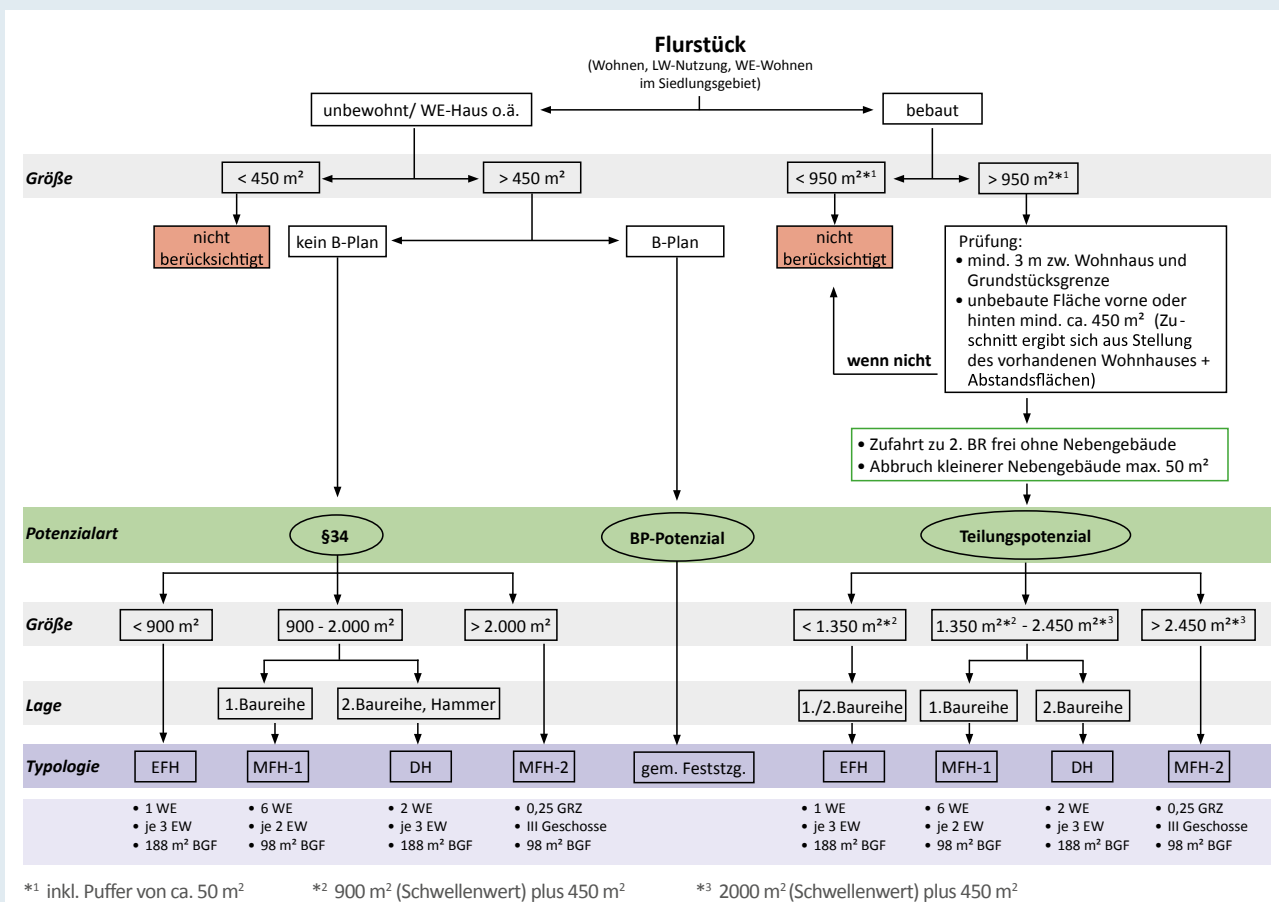 Flurstück
(Wohnen, LW-Nutzung, WE-Wohnen
im Siedlungsgebiet)
unbewohnt/ WE-Haus o.ä.
bebaut
Größe
< 450 m²
> 450 m²
< 950 m²*¹
> 950 m²*¹
nicht
berücksichtigt
kein B-Plan
B-Plan
nicht
berücksichtigt
Prüfung:
• mind. 3 m zw. Wohnhaus und
Grundstücksgrenze
• unbebaute Fläche vorne oder
hinten mind. ca. 450 m² (Zu-
schnitt ergibt sich aus Stellung
des vorhandenen Wohnhauses +
Abstandsflächen)
wenn nicht
• Zufahrt zu 2. BR frei ohne Nebengebäude
• Abbruch kleinerer Nebengebäude max. 50 m²
Potenzialart
§34
BP-Potenzial
Teilungspotenzial
Größe
< 900 m²
900 - 2.000 m²
> 2.000 m²
< 1.350 m²*²
1.350 m²*² - 2.450 m²*³
> 2.450 m²*³
Lage
1.Baureihe
2.Baureihe, Hammer
1./2.Baureihe
1.Baureihe
2.Baureihe
Typologie
EFH
MFH-1
DH
MFH-2
gem. Feststzg.
EFH
MFH-1
DH
MFH-2
• 1 WE
• je 3 EW
• 188 m² BGF
• 6 WE
• je 2 EW
• 98 m² BGF
• 2 WE
• je 3 EW
• 188 m² BGF
• 0,25 GRZ
• III Geschosse
• 98 m² BGF
• 1 WE
• je 3 EW
• 188 m² BGF
• 6 WE
• je 2 EW
• 98 m² BGF
• 2 WE
• je 3 EW
• 188 m² BGF
• 0,25 GRZ
• III Geschosse
• 98 m² BGF
*¹ inkl. Puffer von ca. 50 m²
*² 900 m² (Schwellenwert) plus 450 m²
*³ 2000 m² (Schwellenwert) plus 450 m²